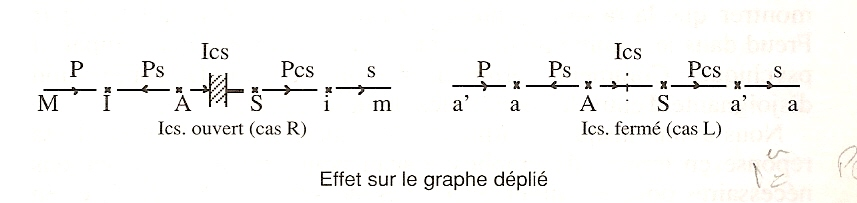 Ics Ics
P Ps Pcs s P Ps Pcs s
M I A S i m a' a A S a' a
Ics. ouvert (cas R) Ics. fermé (cas L)
Effet sur le graphe déplié